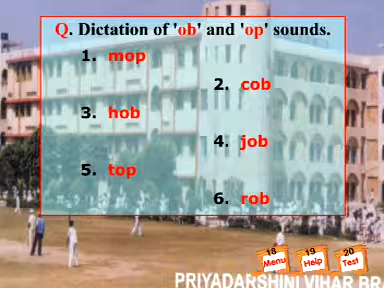 Q. Dictation of 'ob' and 'op' sounds.
1. mop
2. cob
3. hob
4. job
5. top
6. rob
18 Menu
19 Help
20 Test
PRIYADARSHINI VIHAR BR